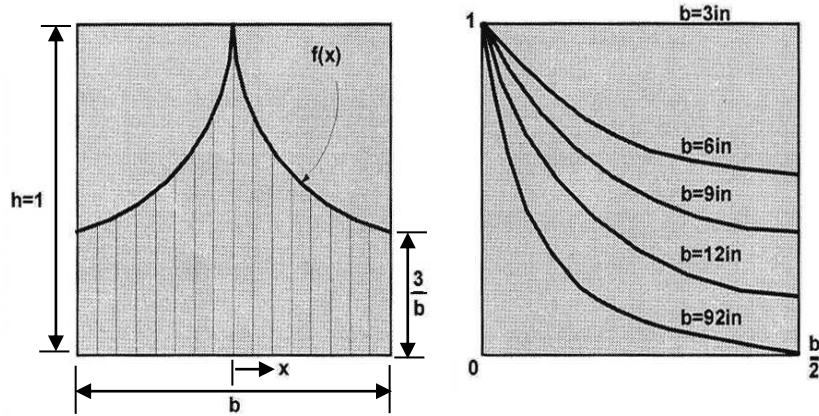 h=1
f(x)
3
b
x
b
1
b=3in
b=6in
b=9in
b=12in
b=92in
0
b
2